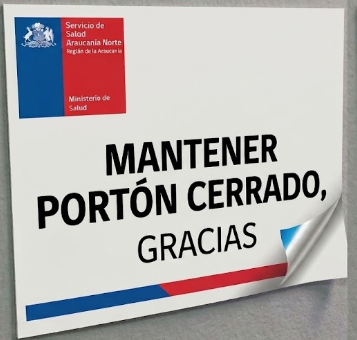 Servicio de
Salud
Araucanía Norte
Región de la Araucanía
Ministerio de
Salud
MANTENER
PORTÓN CERRADO,
GRACIAS